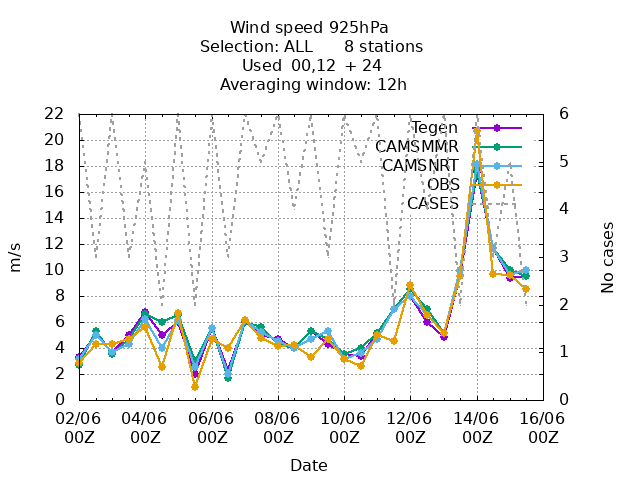 Wind speed 925hPa
Selection: ALL 8 stations
Used 00,12 + 24
Averaging window: 12h
22
20
18
16
14
12
10
8
6
4
2
0
m/s
6
5
4
3
2
1
0
No cases
Tegen
CAMSMMR
CAMSNRT
OBS
CASES
02/06 04/06 06/06 08/06 10/06 12/06 14/06 16/06
00Z 00Z 00Z 00Z 00Z 00Z 00Z 00Z
Date